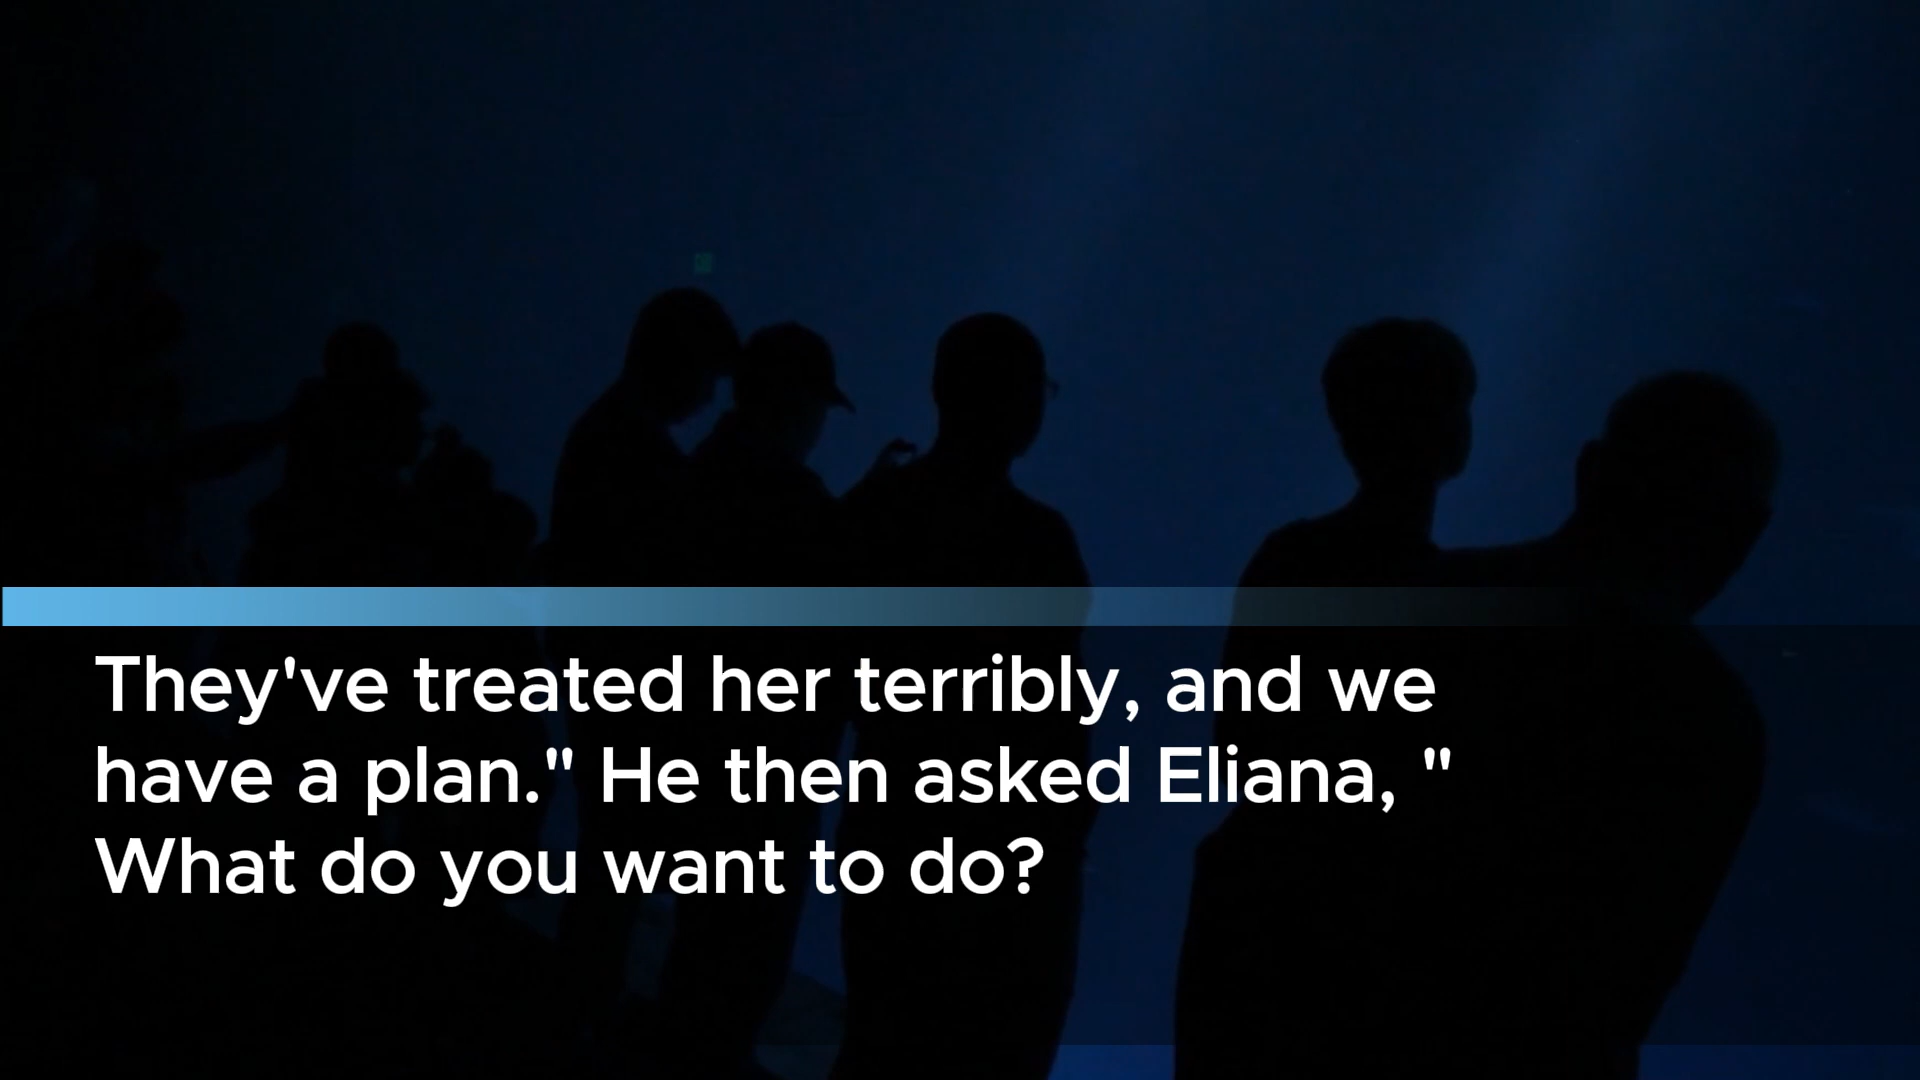 They've treated her terribly, and we
have a plan." He then asked Eliana, "
What do you want to do?